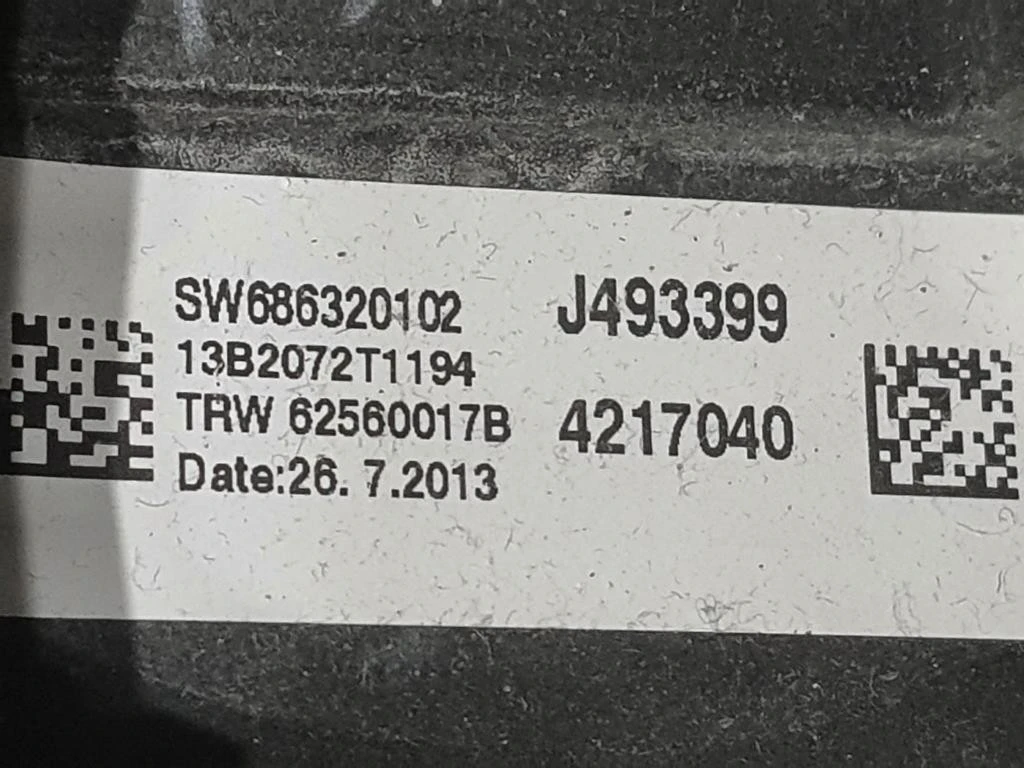 SW686320102
13B2072T1194
TRW 62560017B
Date:26. 7.2013
J493399
4217040